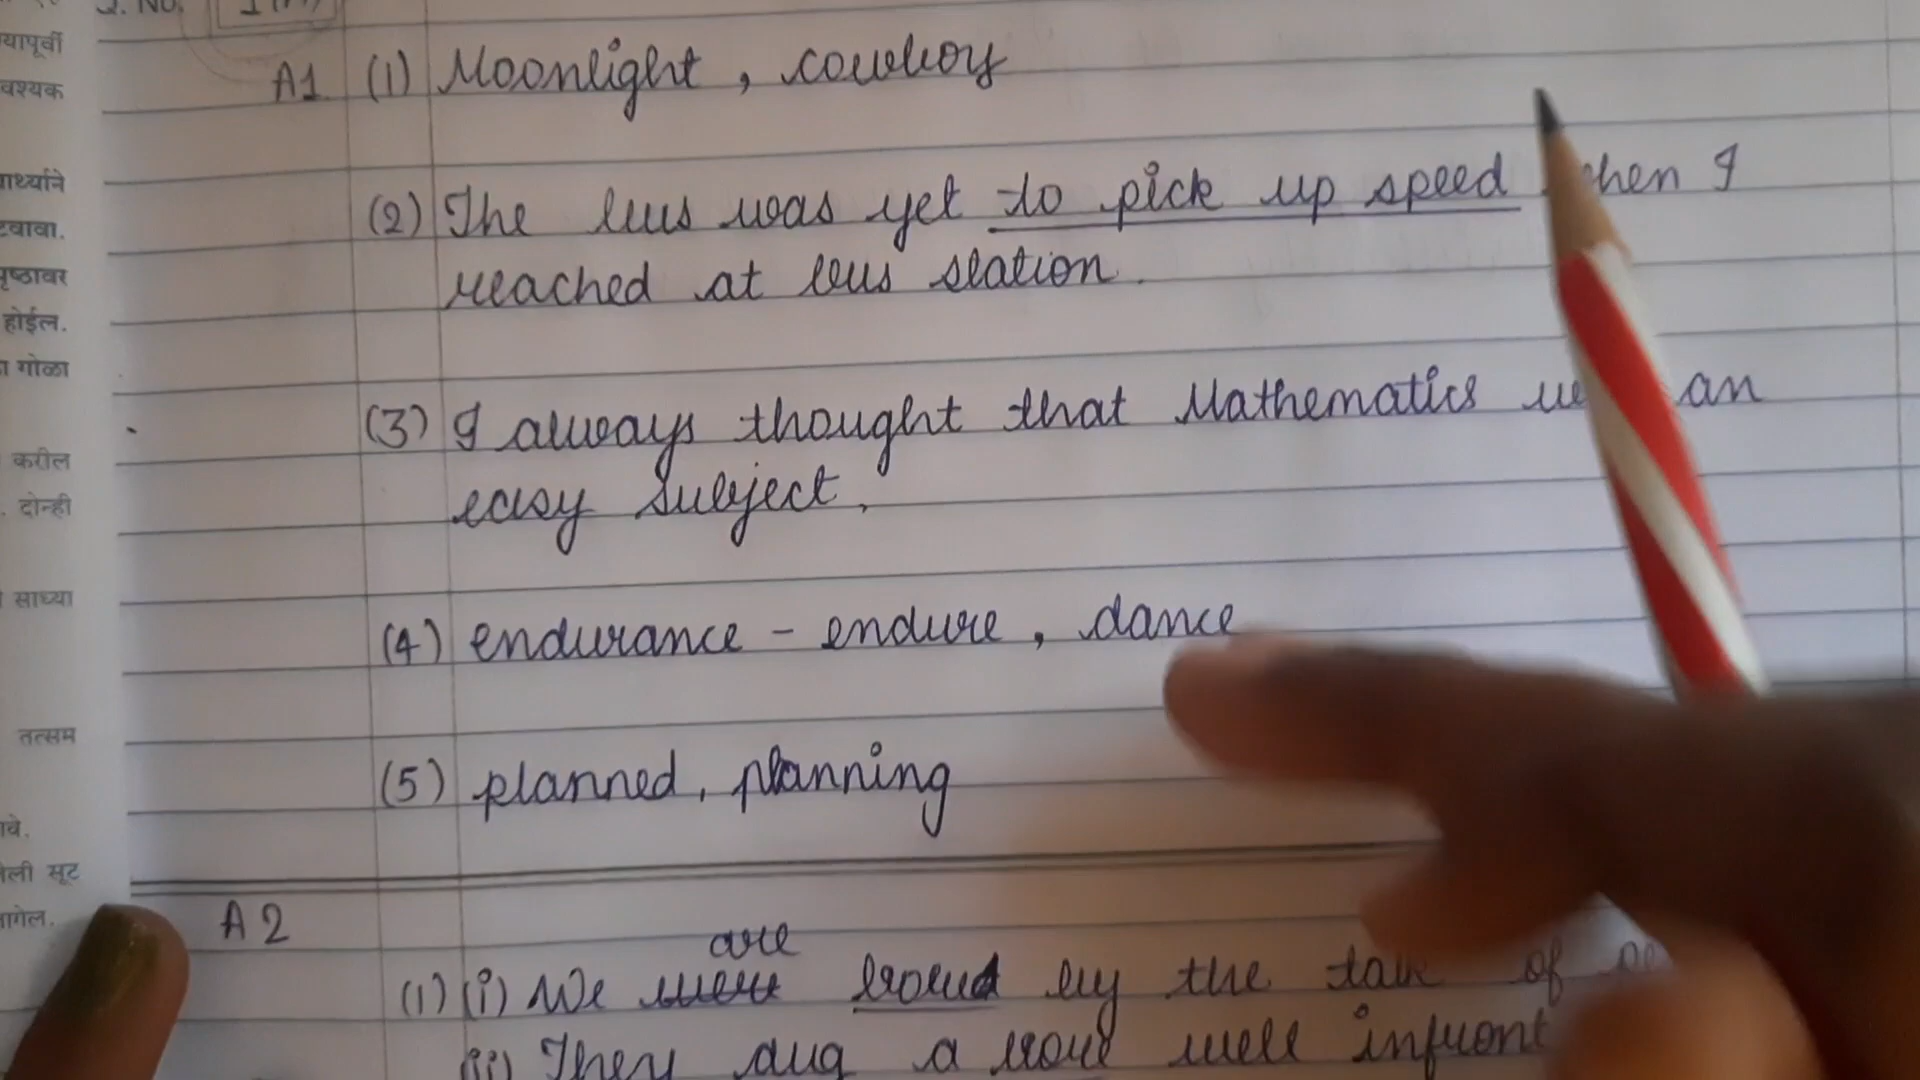 Q. No.
A1 (1) Moonlight, cowboy
(2) The bus was yet to pick up speed when I
reached at bus station.
(3) I always thought that Mathematics an
easy Subject.
(4) endurance - endure, dance
(5) planned, planning
A2
are
(1) (i) We were by the of
(ii) They dug a well infront
यापूर्वी
वश्यक
ार्थ्याने
टवावा.
पृष्ठावर
होईल.
ा गोळा
करील
. दोन्ही
साध्या
तत्सम
ावे.
ेली सूट
ागेल.